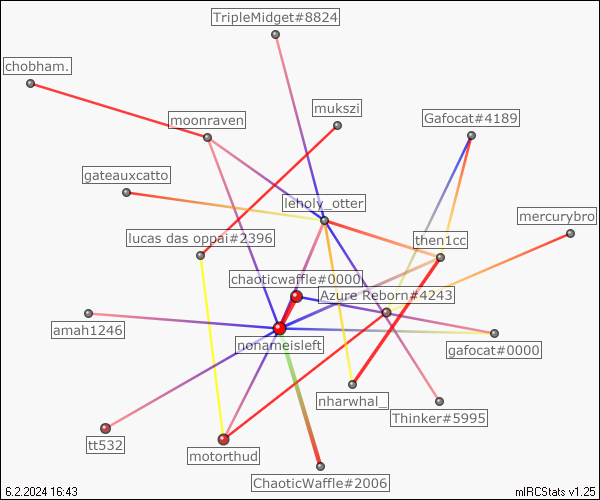 TripleMidget#8824
chobham.
mukszi
moonraven
Gafocat#4189
gateauxcatto
leholy_otter
mercurybro
lucas das oppai#2396
then1cc
chaoticwaffle#0000
Azure Reborn#4243
amah1246
nonameisleft
gafocat#0000
nharwhal_
Thinker#5995
tt532
motorthud
ChaoticWaffle#2006
6.2.2024 16:43
mIRCStats v1.25